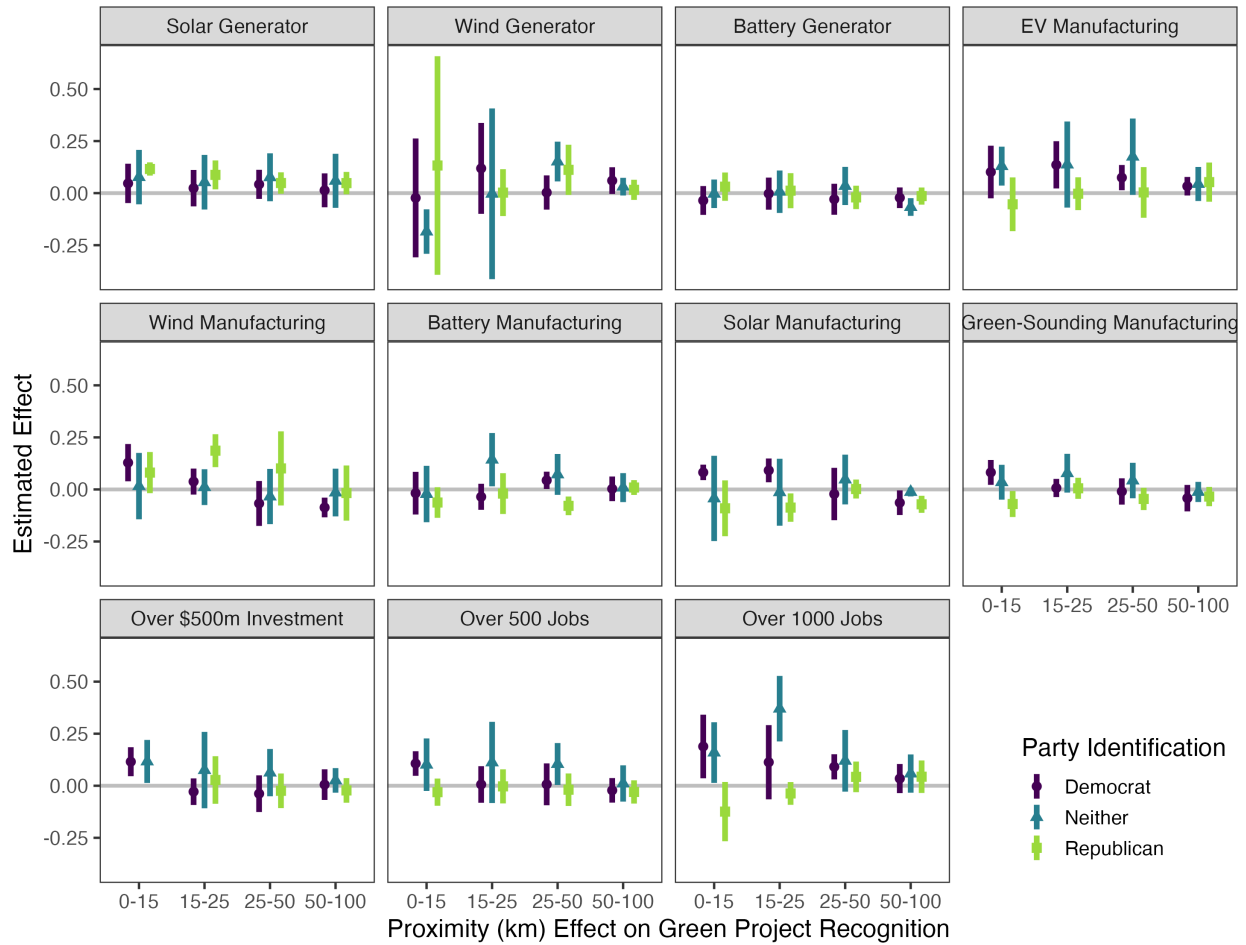 Solar Generator
Wind Generator
Battery Generator
EV Manufacturing
0.50
0.25
0.00
-0.25
Wind Manufacturing
Battery Manufacturing
Solar Manufacturing
Green-Sounding Manufacturing
0.50
0.25
0.00
-0.25
0-15 15-25 25-50 50-100
Over $500m Investment
Over 500 Jobs
Over 1000 Jobs
0.50
0.25
0.00
-0.25
0-15 15-25 25-50 50-100
0-15 15-25 25-50 50-100
0-15 15-25 25-50 50-100
Estimated Effect
Proximity (km) Effect on Green Project Recognition
Party Identification
Democrat
Neither
Republican